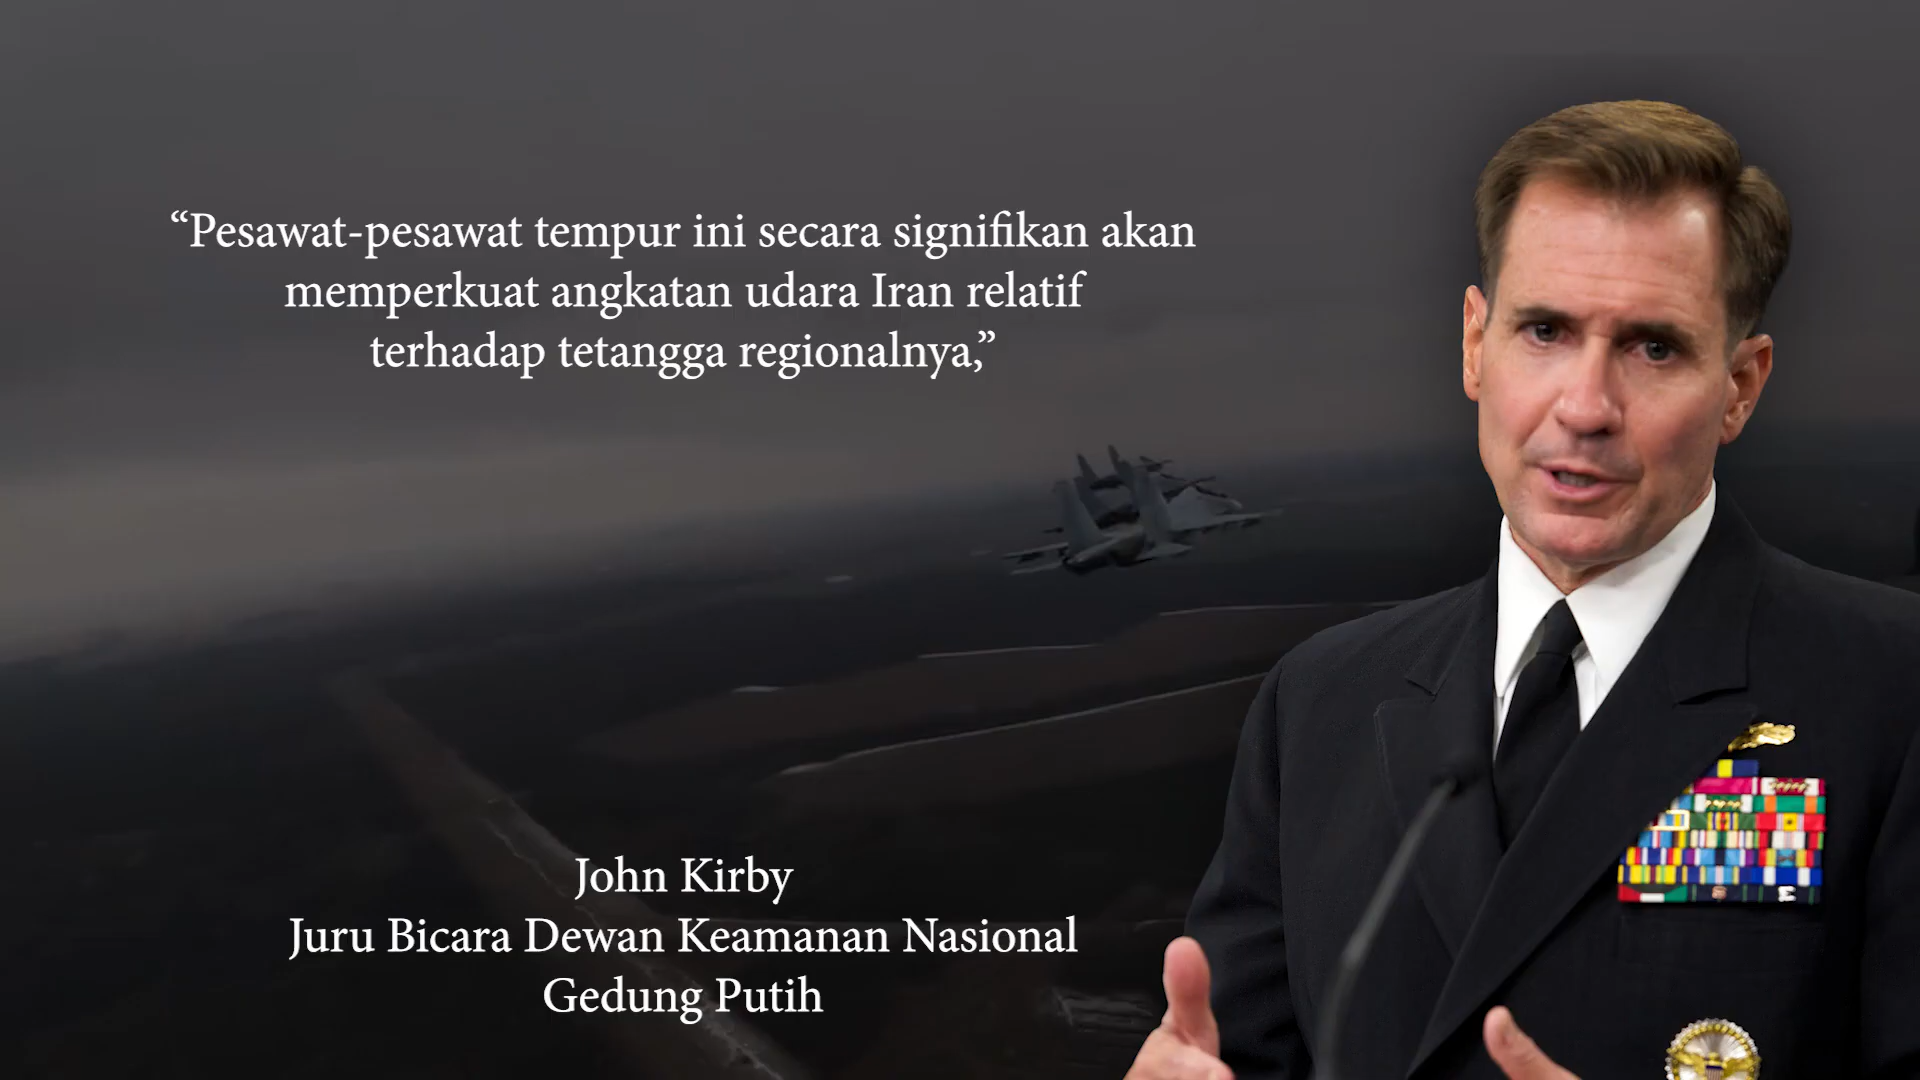 “Pesawat-pesawat tempur ini secara signifikan akan
memperkuat angkatan udara Iran relatif
terhadap tetangga regionalnya,”
John Kirby
Juru Bicara Dewan Keamanan Nasional
Gedung Putih